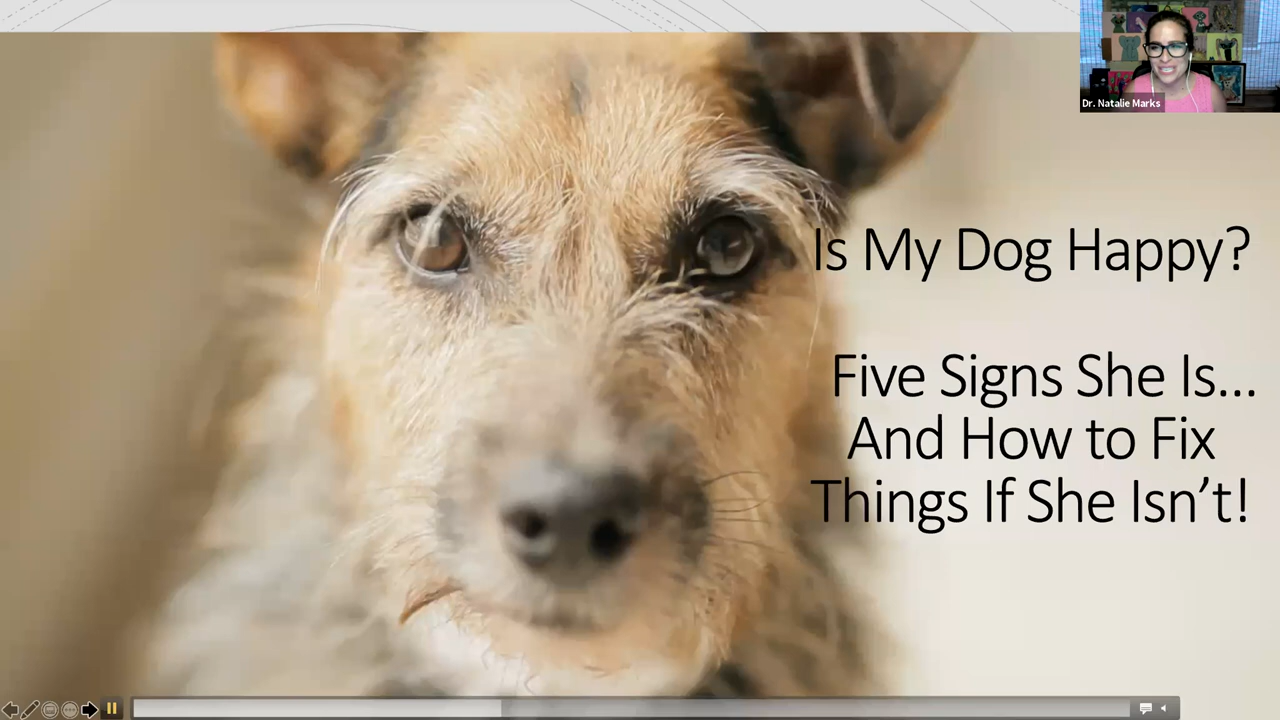 Dr. Natalie Marks
Is My Dog Happy?
Five Signs She Is...
And How to Fix
Things If She Isn't!